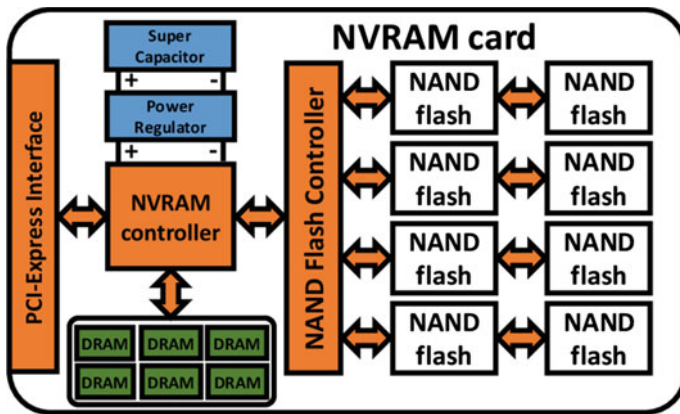 NVRAM card
Super
Capacitor
+ -
Power
Regulator
+ -
PCI-Express Interface
NVRAM
controller
NAND Flash Controller
NAND
flash
NAND
flash
NAND
flash
NAND
flash
NAND
flash
NAND
flash
NAND
flash
NAND
flash
DRAM DRAM DRAM
DRAM DRAM DRAM